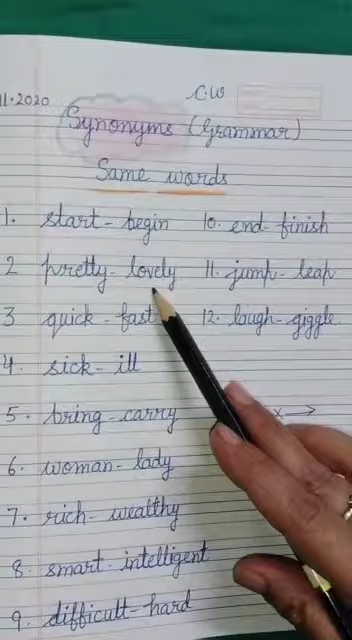 11.2020
C.W
Synonyms (Grammar)
Same words
1. start - begin
2 pretty - lovely
3 quick - fast
4. sick - ill
5. bring - carry
6. woman - lady
7. rich - wealthy
8. smart - intelligent
9. difficult - hard
10. end - finish
11. jump - leap
12. laugh - giggle
x →